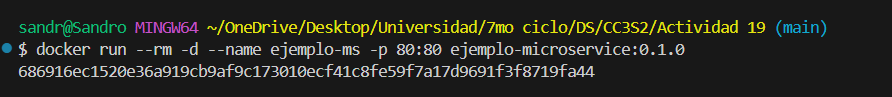 sandr@Sandro MINGW64 ~/OneDrive/Desktop/Universidad/7mo ciclo/DS/CC3S2/Actividad 19 (main)
$ docker run --rm -d --name ejemplo-ms -p 80:80 ejemplo-microservice:0.1.0
686916ec1520e36a919cb9af9c173010ecf41c8fe59f7a17d9691f3f8719fa44